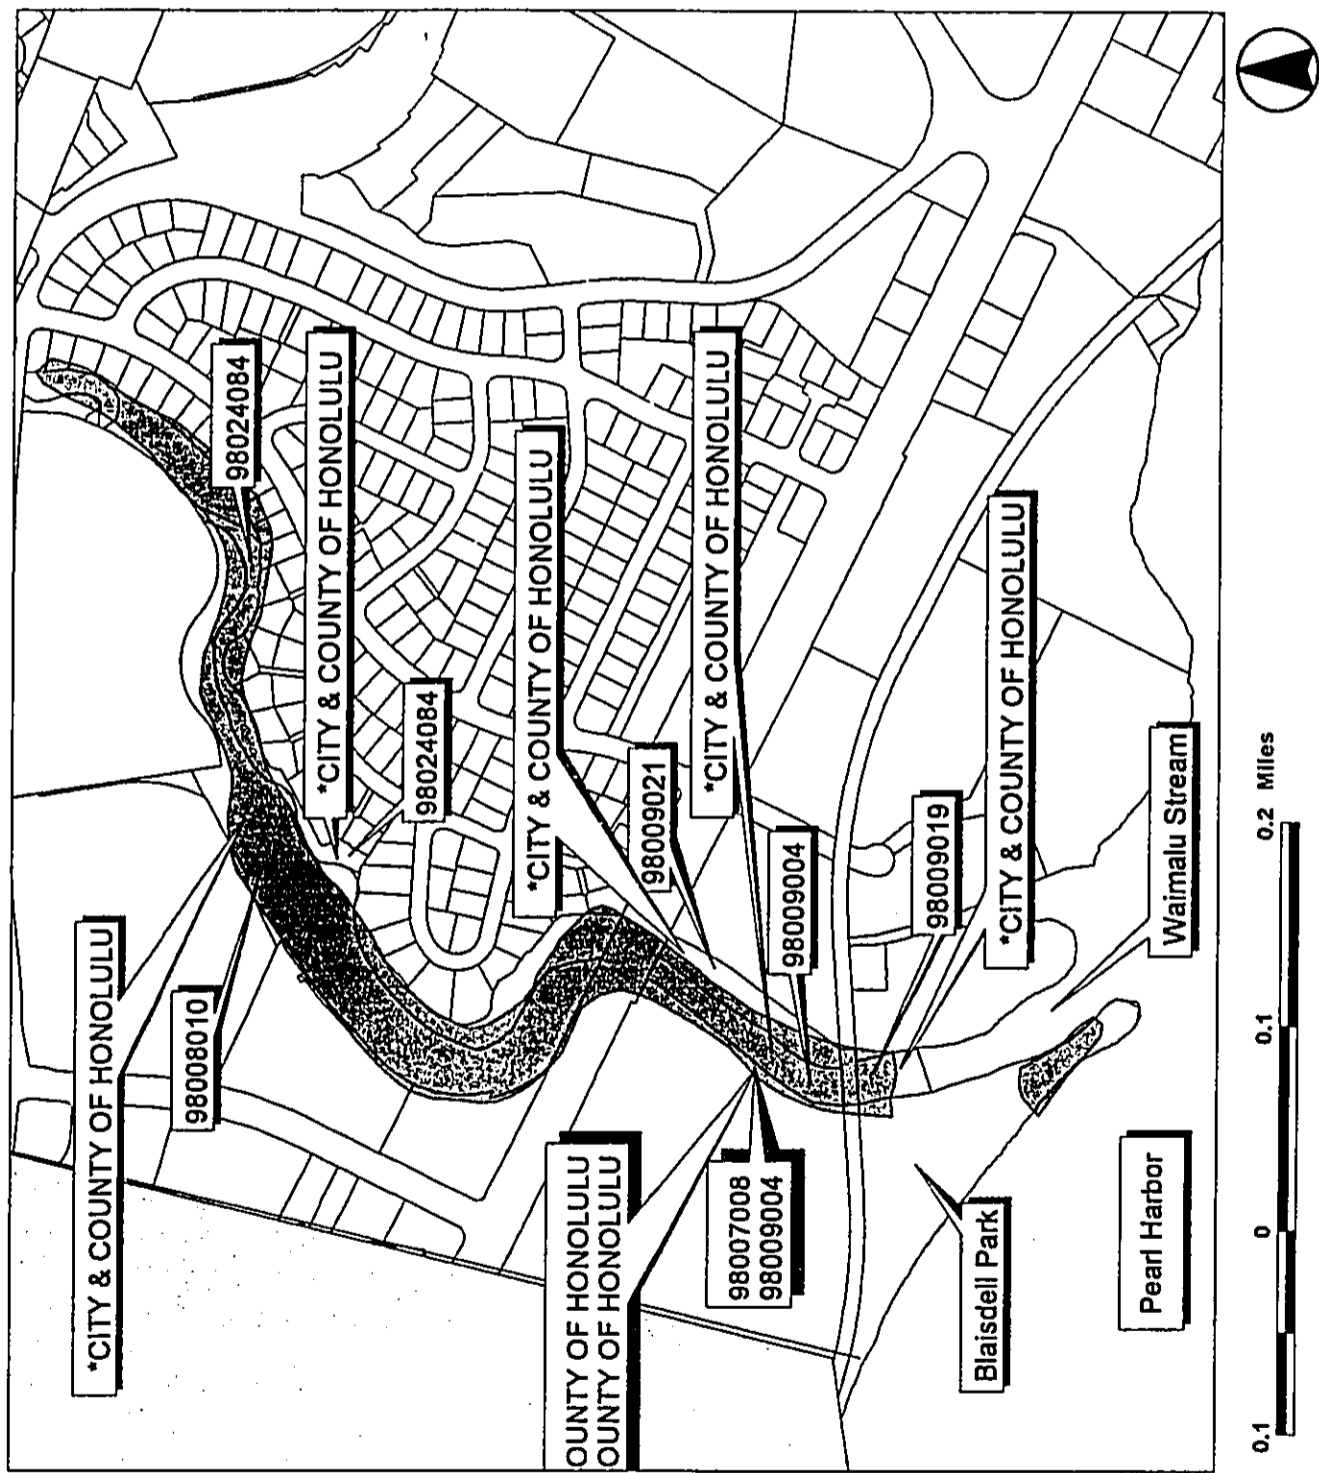 *CITY & COUNTY OF HONOLULU
98008010
98024084
*CITY & COUNTY OF HONOLULU
98024084
*CITY & COUNTY OF HONOLULU
98009021
*CITY & COUNTY OF HONOLULU
98009004
98009019
*CITY & COUNTY OF HONOLULU
OUNTY OF HONOLULU
OUNTY OF HONOLULU
98007008
98009004
Blaisdell Park
Pearl Harbor
Waimalu Stream
0.1
0
0.1
0.2 Miles